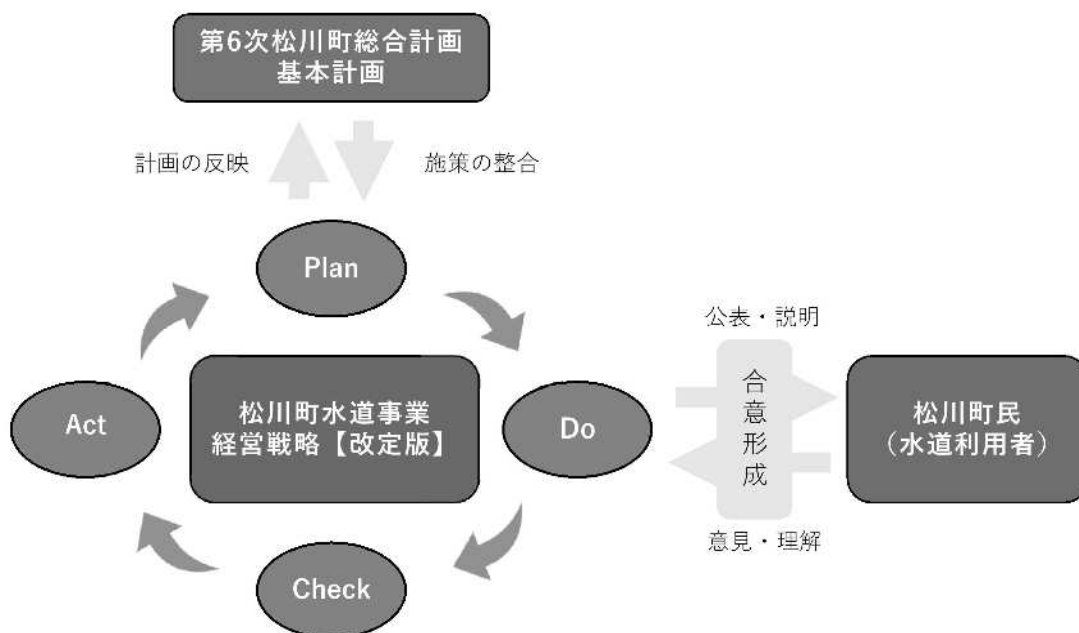 第6次松川町総合計画
基本計画
計画の反映
施策の整合
Plan
公表・説明
Act
松川町水道事業
経営戦略【改定版】
Do
合意形成
松川町民
（水道利用者）
意見・理解
Check